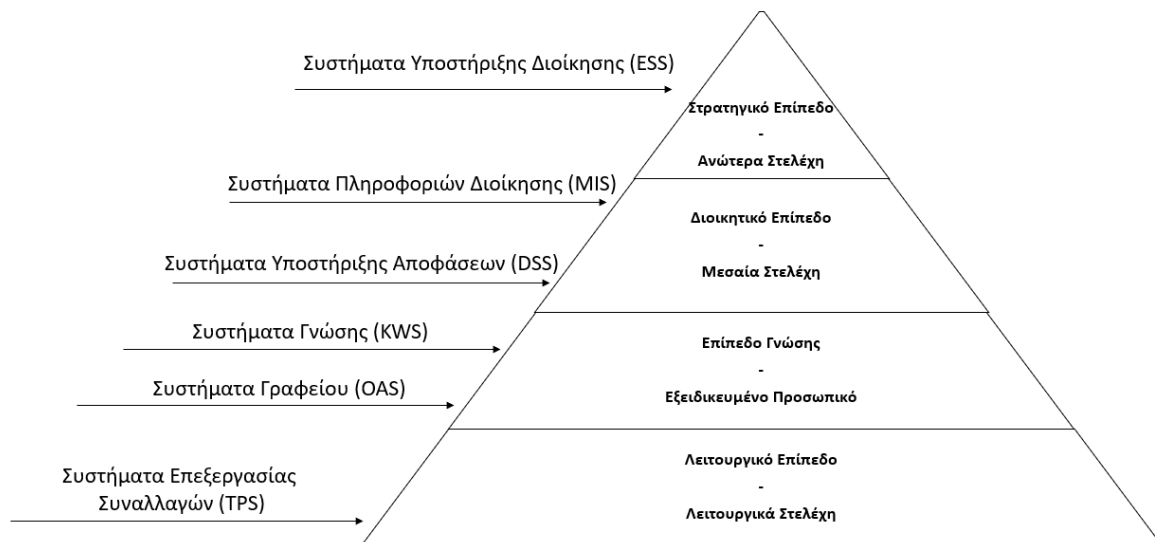 Συστήματα Υποστήριξης Διοίκησης (ESS)
Στρατηγικό Επίπεδο
-
Ανώτερα Στελέχη
Συστήματα Πληροφοριών Διοίκησης (MIS)
Διοικητικό Επίπεδο
-
Μεσαία Στελέχη
Συστήματα Υποστήριξης Αποφάσεων (DSS)
Συστήματα Γνώσης (KWS)
Επίπεδο Γνώσης
-
Εξειδικευμένο Προσωπικό
Συστήματα Γραφείου (OAS)
Συστήματα Επεξεργασίας
Συναλλαγών (TPS)
Λειτουργικό Επίπεδο
-
Λειτουργικά Στελέχη